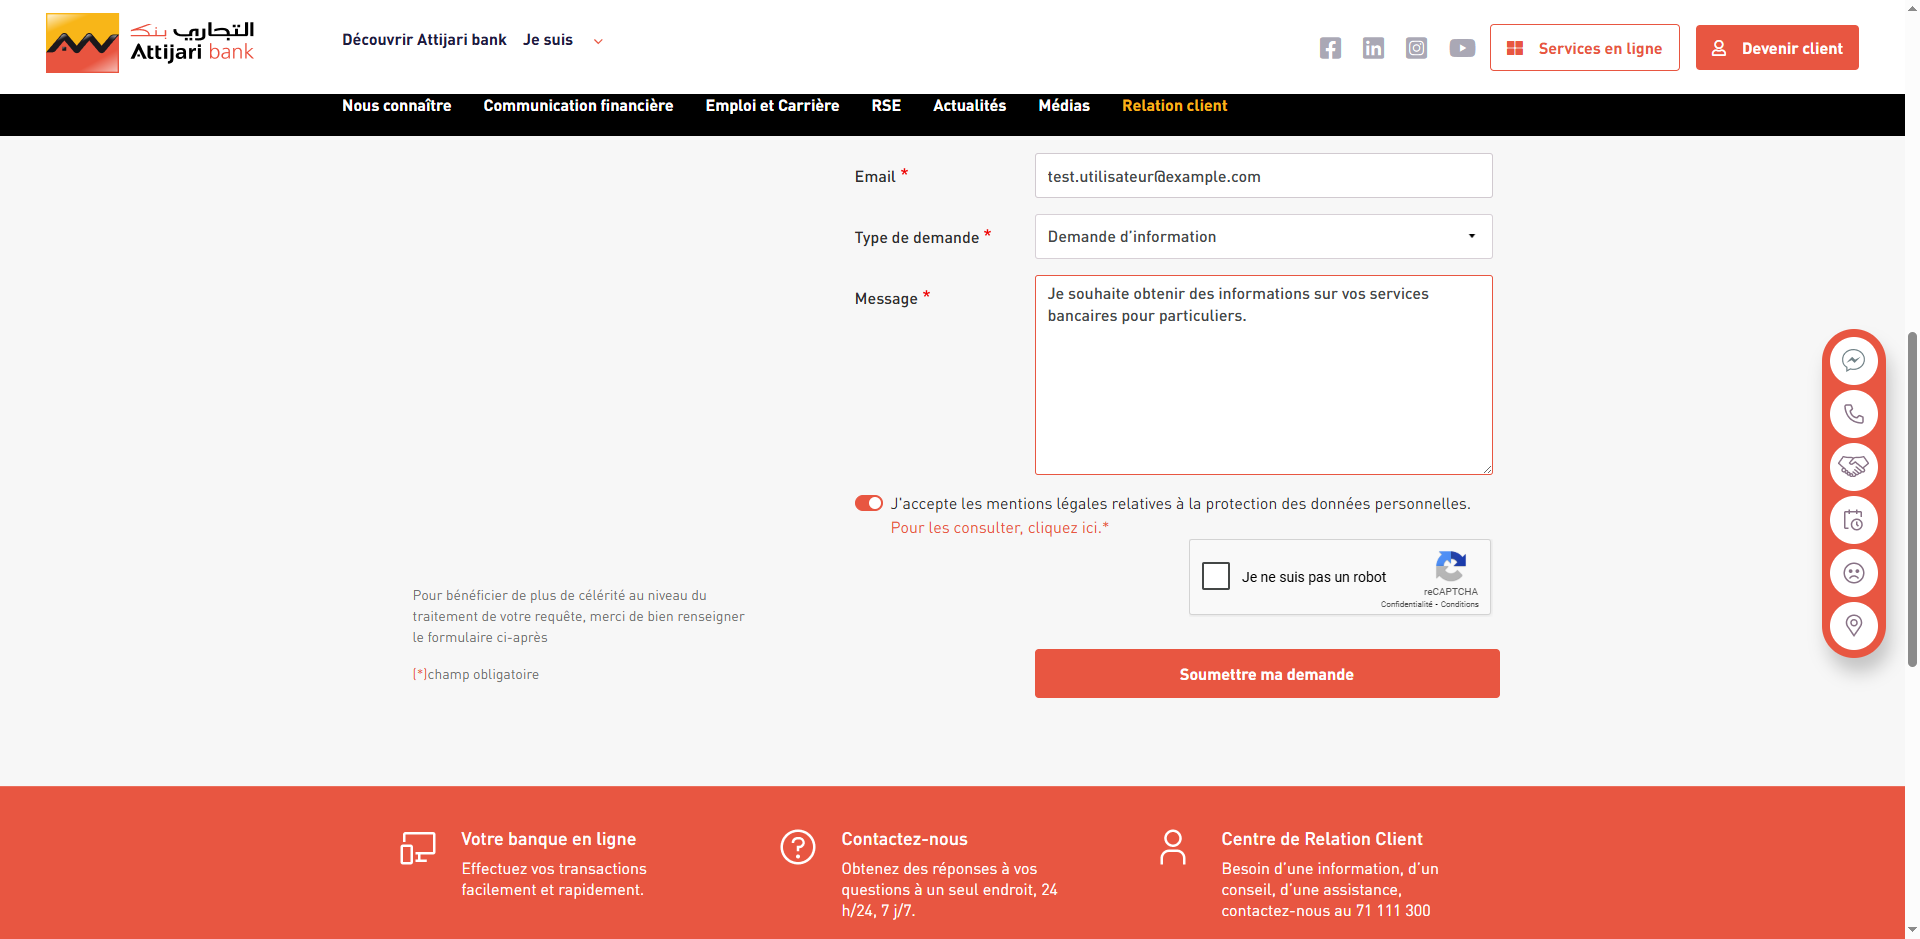 التجاري بنك
Attijari bank
Découvrir Attijari bank
Je suis
Services en ligne
Devenir client
Nous connaître
Communication financière
Emploi et Carrière
RSE
Actualités
Médias
Relation client
Email *
test.utilisateur@example.com
Type de demande *
Demande d'information
Message *
Je souhaite obtenir des informations sur vos services
bancaires pour particuliers.
J'accepte les mentions légales relatives à la protection des données personnelles.
Pour les consulter, cliquez ici.*
Je ne suis pas un robot
reCAPTCHA
Confidentialité - Conditions
Pour bénéficier de plus de célérité au niveau du
traitement de votre requête, merci de bien renseigner
le formulaire ci-après
(*)champ obligatoire
Soumettre ma demande
Votre banque en ligne
Effectuez vos transactions
facilement et rapidement.
Contactez-nous
Obtenez des réponses à vos
questions à un seul endroit, 24
h/24, 7 j/7.
Centre de Relation Client
Besoin d'une information, d'un
conseil, d'une assistance,
contactez-nous au 71 111 300